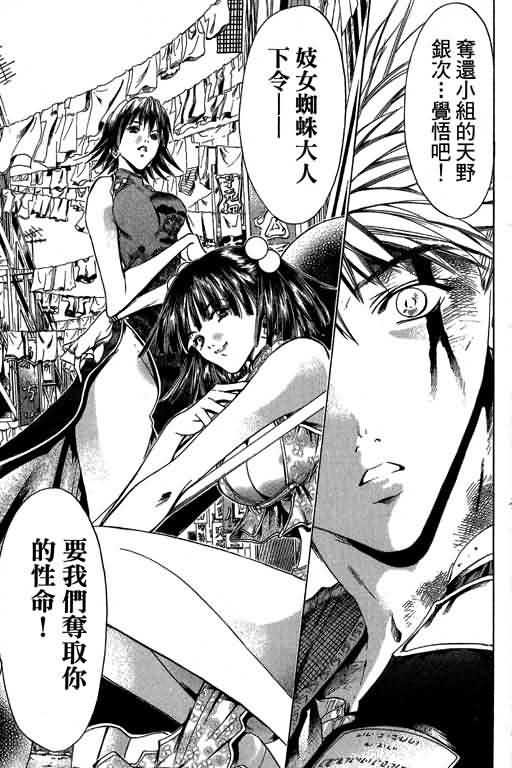 奪還小組的天野
銀次…覺悟吧！
妓女蜘蛛大人
下令——
要我們奪取你
的性命！